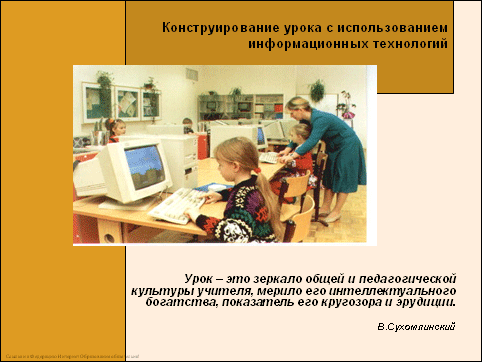 Конструирование урока с использованием
информационных технологий
Урок – это зеркало общей и педагогической
культуры учителя, мерило его интеллектуального
богатства, показатель его кругозора и эрудиции.
В.Сухомлинский